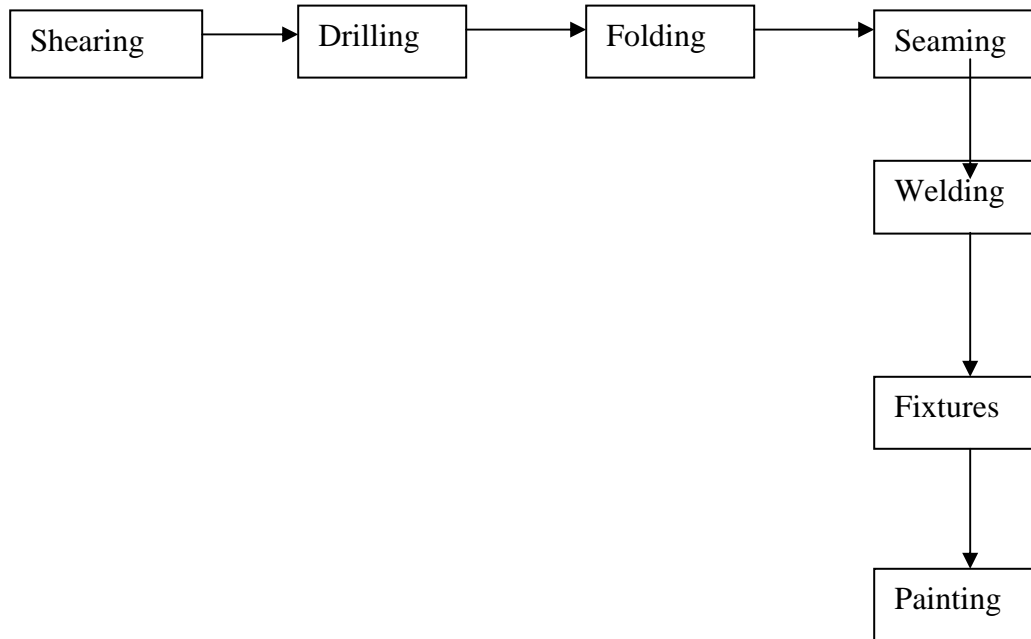 Shearing
Drilling
Folding
Seaming
Welding
Fixtures
Painting